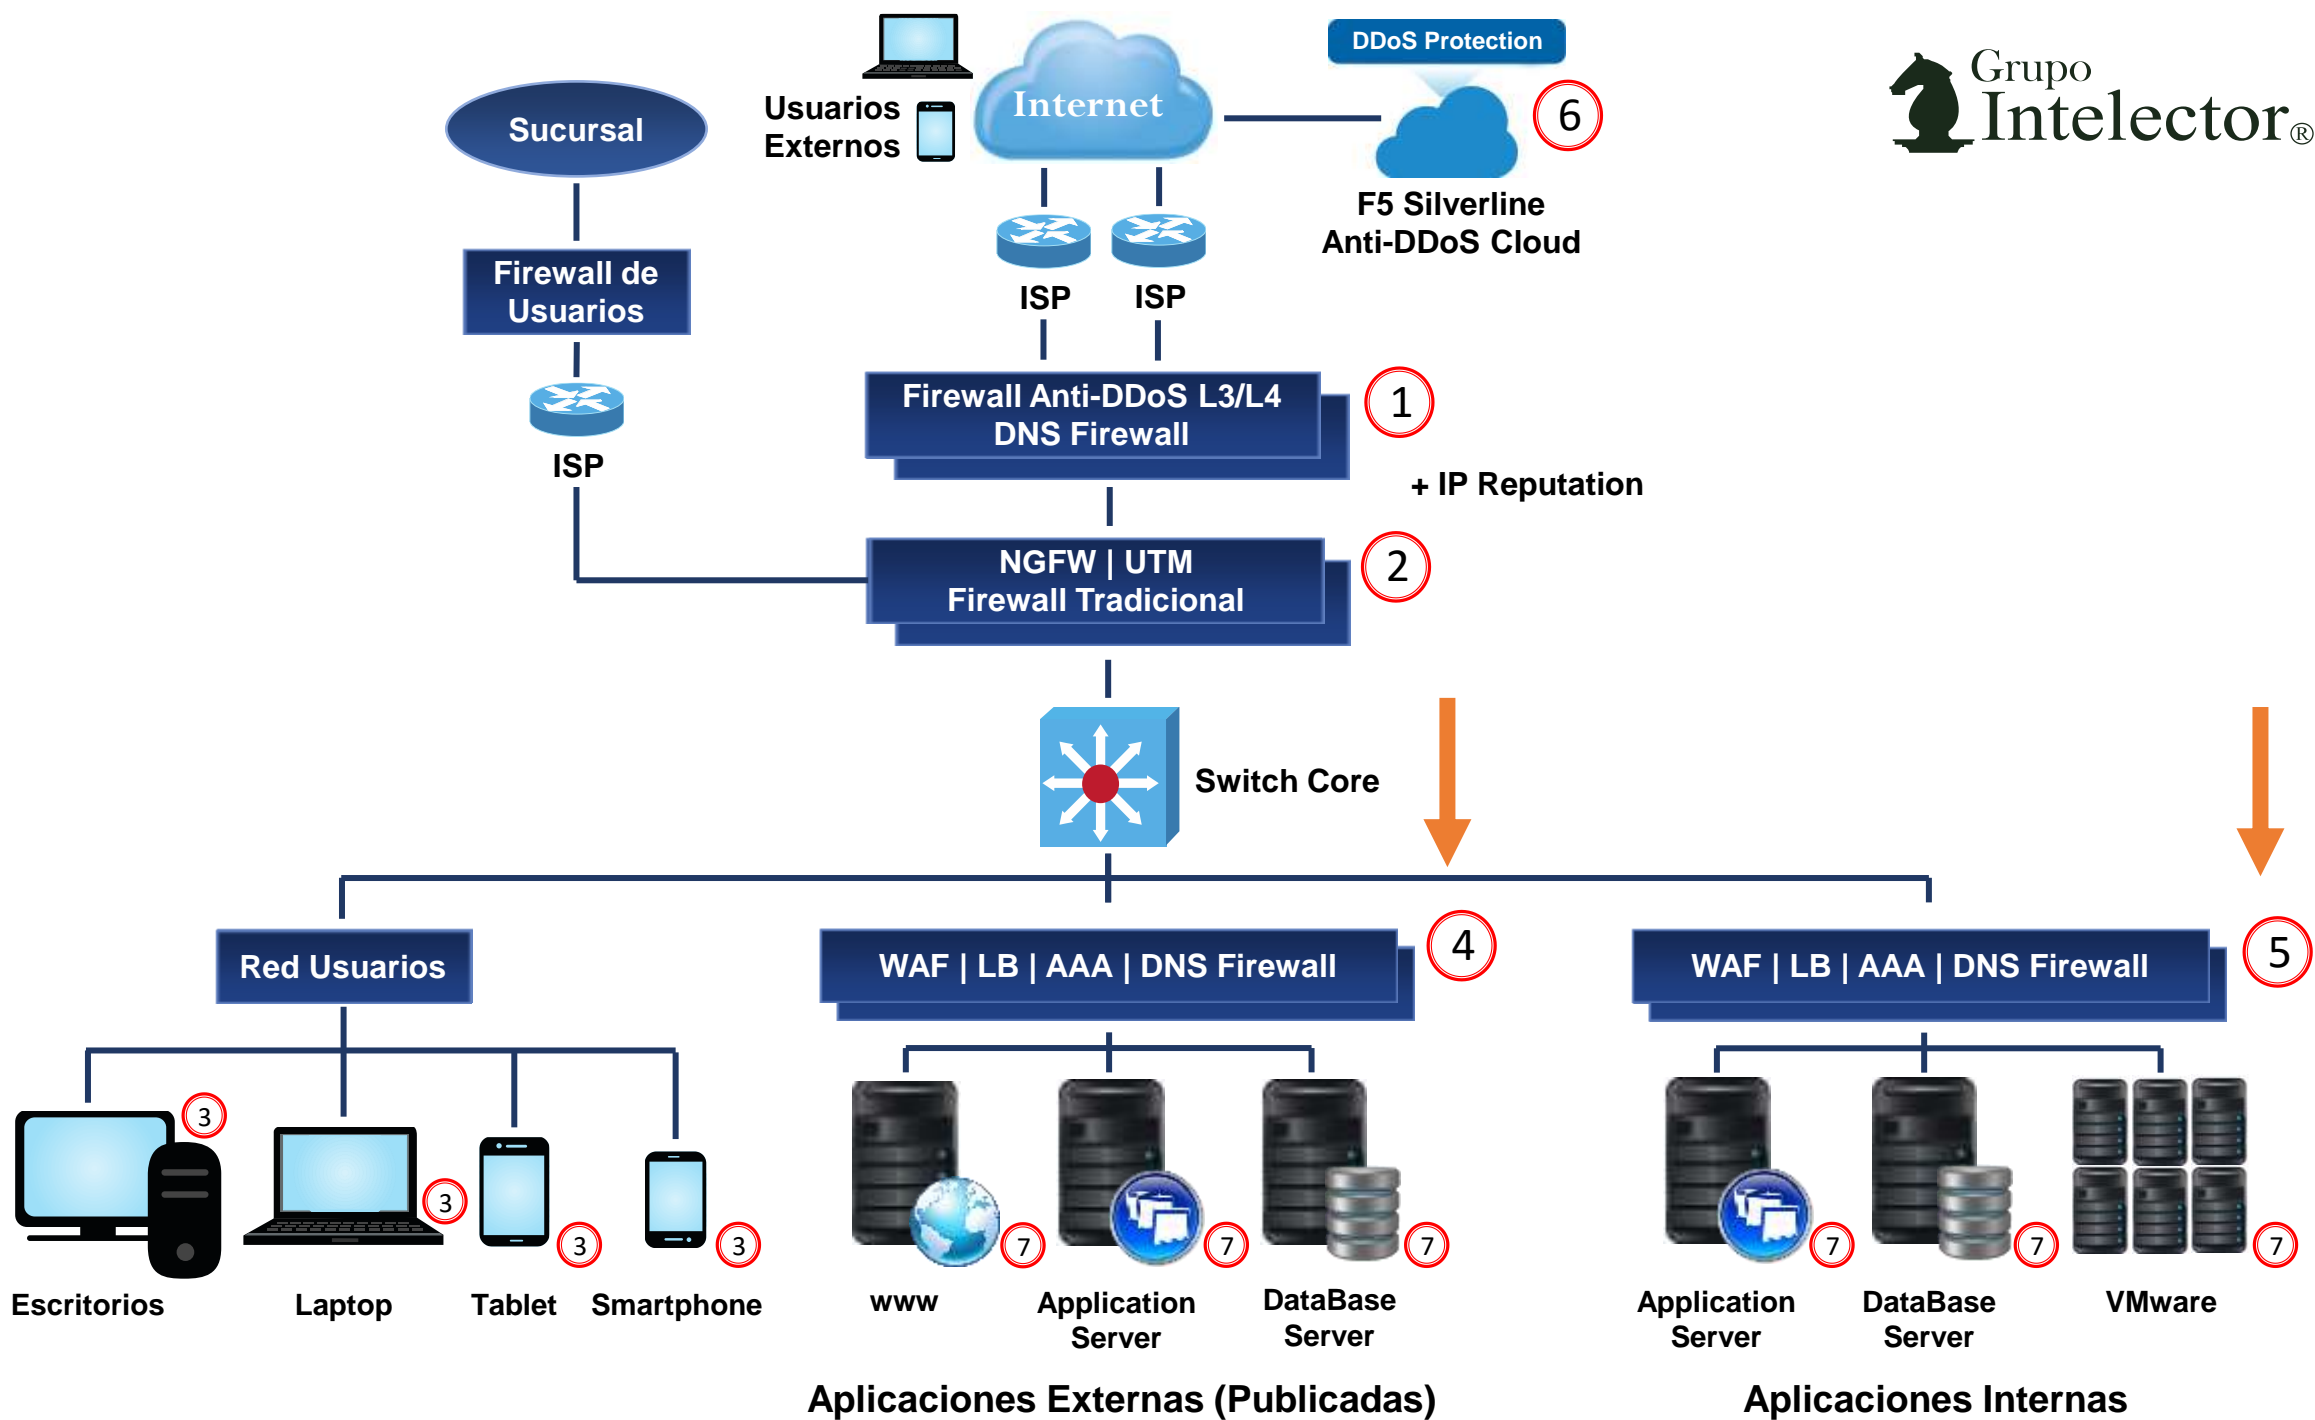 DDoS Protection
Grupo
Intelector®
Internet
Usuarios
Externos
6
Sucursal
F5 Silverline
Anti-DDoS Cloud
Firewall de
Usuarios
ISP
ISP
Firewall Anti-DDoS L3/L4
DNS Firewall
1
ISP
+ IP Reputation
NGFW | UTM
Firewall Tradicional
2
Switch Core
Red Usuarios
WAF | LB | AAA | DNS Firewall
4
WAF | LB | AAA | DNS Firewall
5
3
3
3
3
7
7
7
7
7
7
Escritorios
Laptop
Tablet
Smartphone
www
Application
Server
DataBase
Server
Application
Server
DataBase
Server
VMware
Aplicaciones Externas (Publicadas)
Aplicaciones Internas